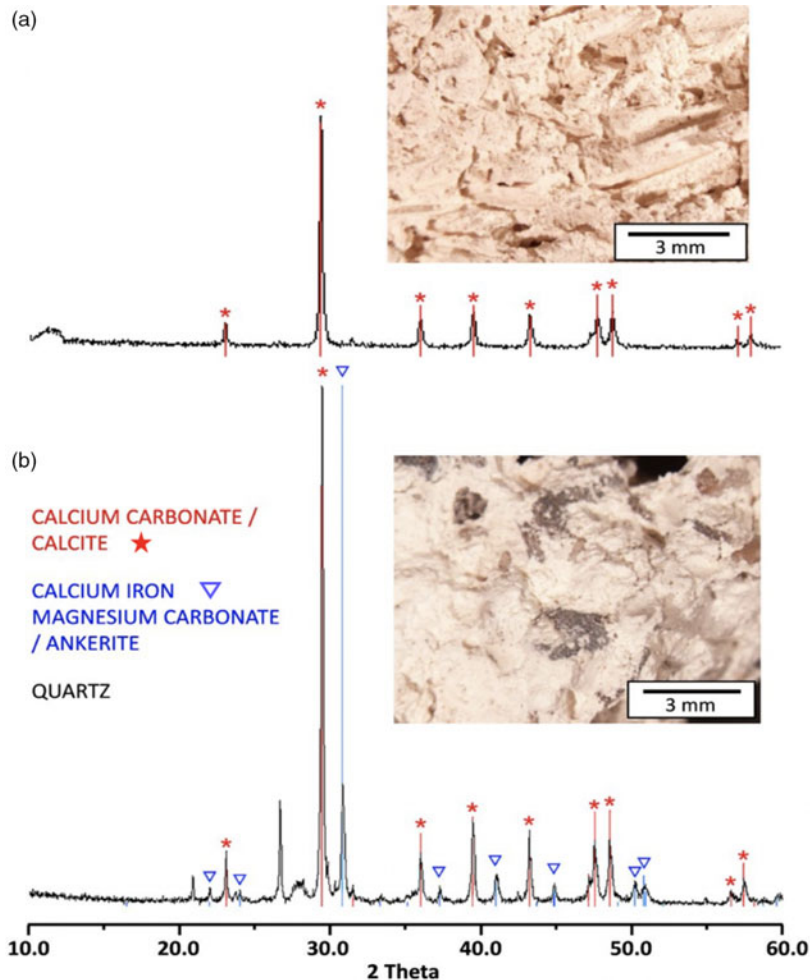 (a)
3 mm
(b)
CALCIUM CARBONATE /
CALCITE
CALCIUM IRON
MAGNESIUM CARBONATE
/ ANKERITE
QUARTZ
3 mm
10.0 20.0 30.0 40.0 50.0 60.0
2 Theta